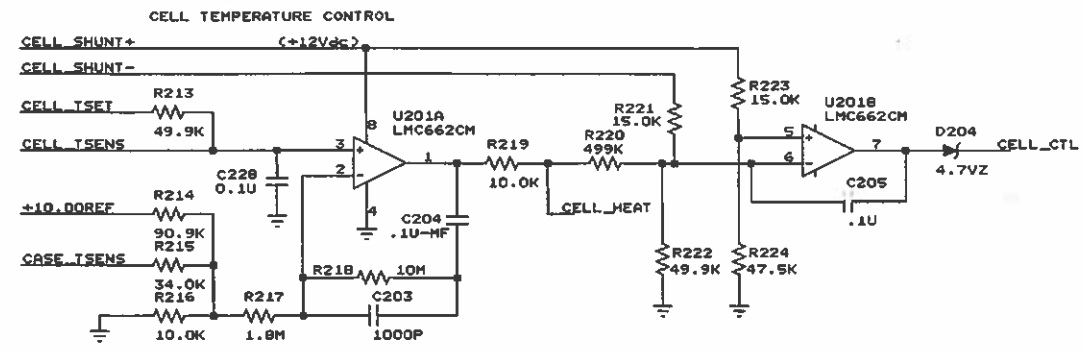 CELL TEMPERATURE CONTROL
CELL_SHUNT+
(+12Vdc)
CELL_SHUNT-
CELL_TSET
R213
49.9K
CELL_TSENS
C228
0.1U
8
U201A
LMC662CM
3
+
2
-
1
4
R219
10.0K
R220
499K
R221
15.0K
R223
15.0K
U201B
LMC662CM
5
+
6
-
7
D204
4.7VZ
CELL_CTL
C205
.1U
CELL_HEAT
C204
.1U-MF
+10.00REF
R214
90.9K
CASE_TSENS
R215
34.0K
R216
10.0K
R217
1.8M
R218
10M
C203
1000P
R222
49.9K
R224
47.5K